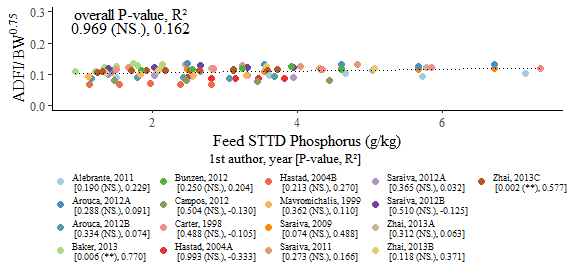 overall P-value, R²
0.969 (NS.), 0.162
ADFI/BW^0.75
0.3
0.2
0.1
0.0
2
4
6
Feed STTD Phosphorus (g/kg)
1st author, year [P-value, R²]
Alebrante, 2011
[0.190 (NS.), 0.229]
Arouca, 2012A
[0.288 (NS.), 0.091]
Arouca, 2012B
[0.334 (NS.), 0.074]
Baker, 2013
[0.006 (**), 0.770]
Bunzen, 2012
[0.250 (NS.), 0.204]
Campos, 2012
[0.504 (NS.), -0.130]
Carter, 1998
[0.488 (NS.), -0.105]
Hastad, 2004A
[0.993 (NS.), -0.333]
Hastad, 2004B
[0.213 (NS.), 0.270]
Mavromichalis, 1999
[0.362 (NS.), 0.110]
Saraiva, 2009
[0.074 (NS.), 0.488]
Saraiva, 2011
[0.273 (NS.), 0.166]
Saraiva, 2012A
[0.365 (NS.), 0.032]
Saraiva, 2012B
[0.510 (NS.), -0.125]
Zhai, 2013A
[0.312 (NS.), 0.063]
Zhai, 2013B
[0.118 (NS.), 0.371]
Zhai, 2013C
[0.002 (**), 0.577]